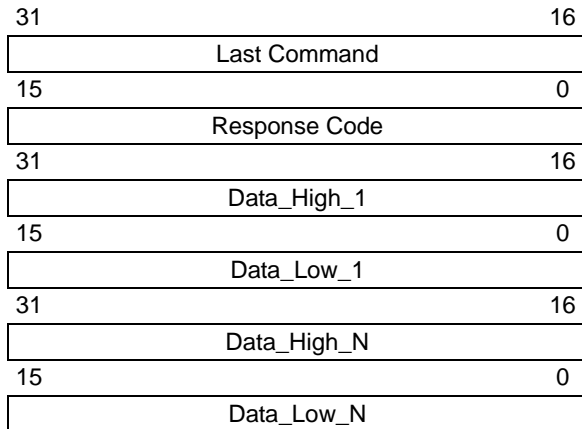 31 16
Last Command
15 0
Response Code
31 16
Data_High_1
15 0
Data_Low_1
31 16
Data_High_N
15 0
Data_Low_N